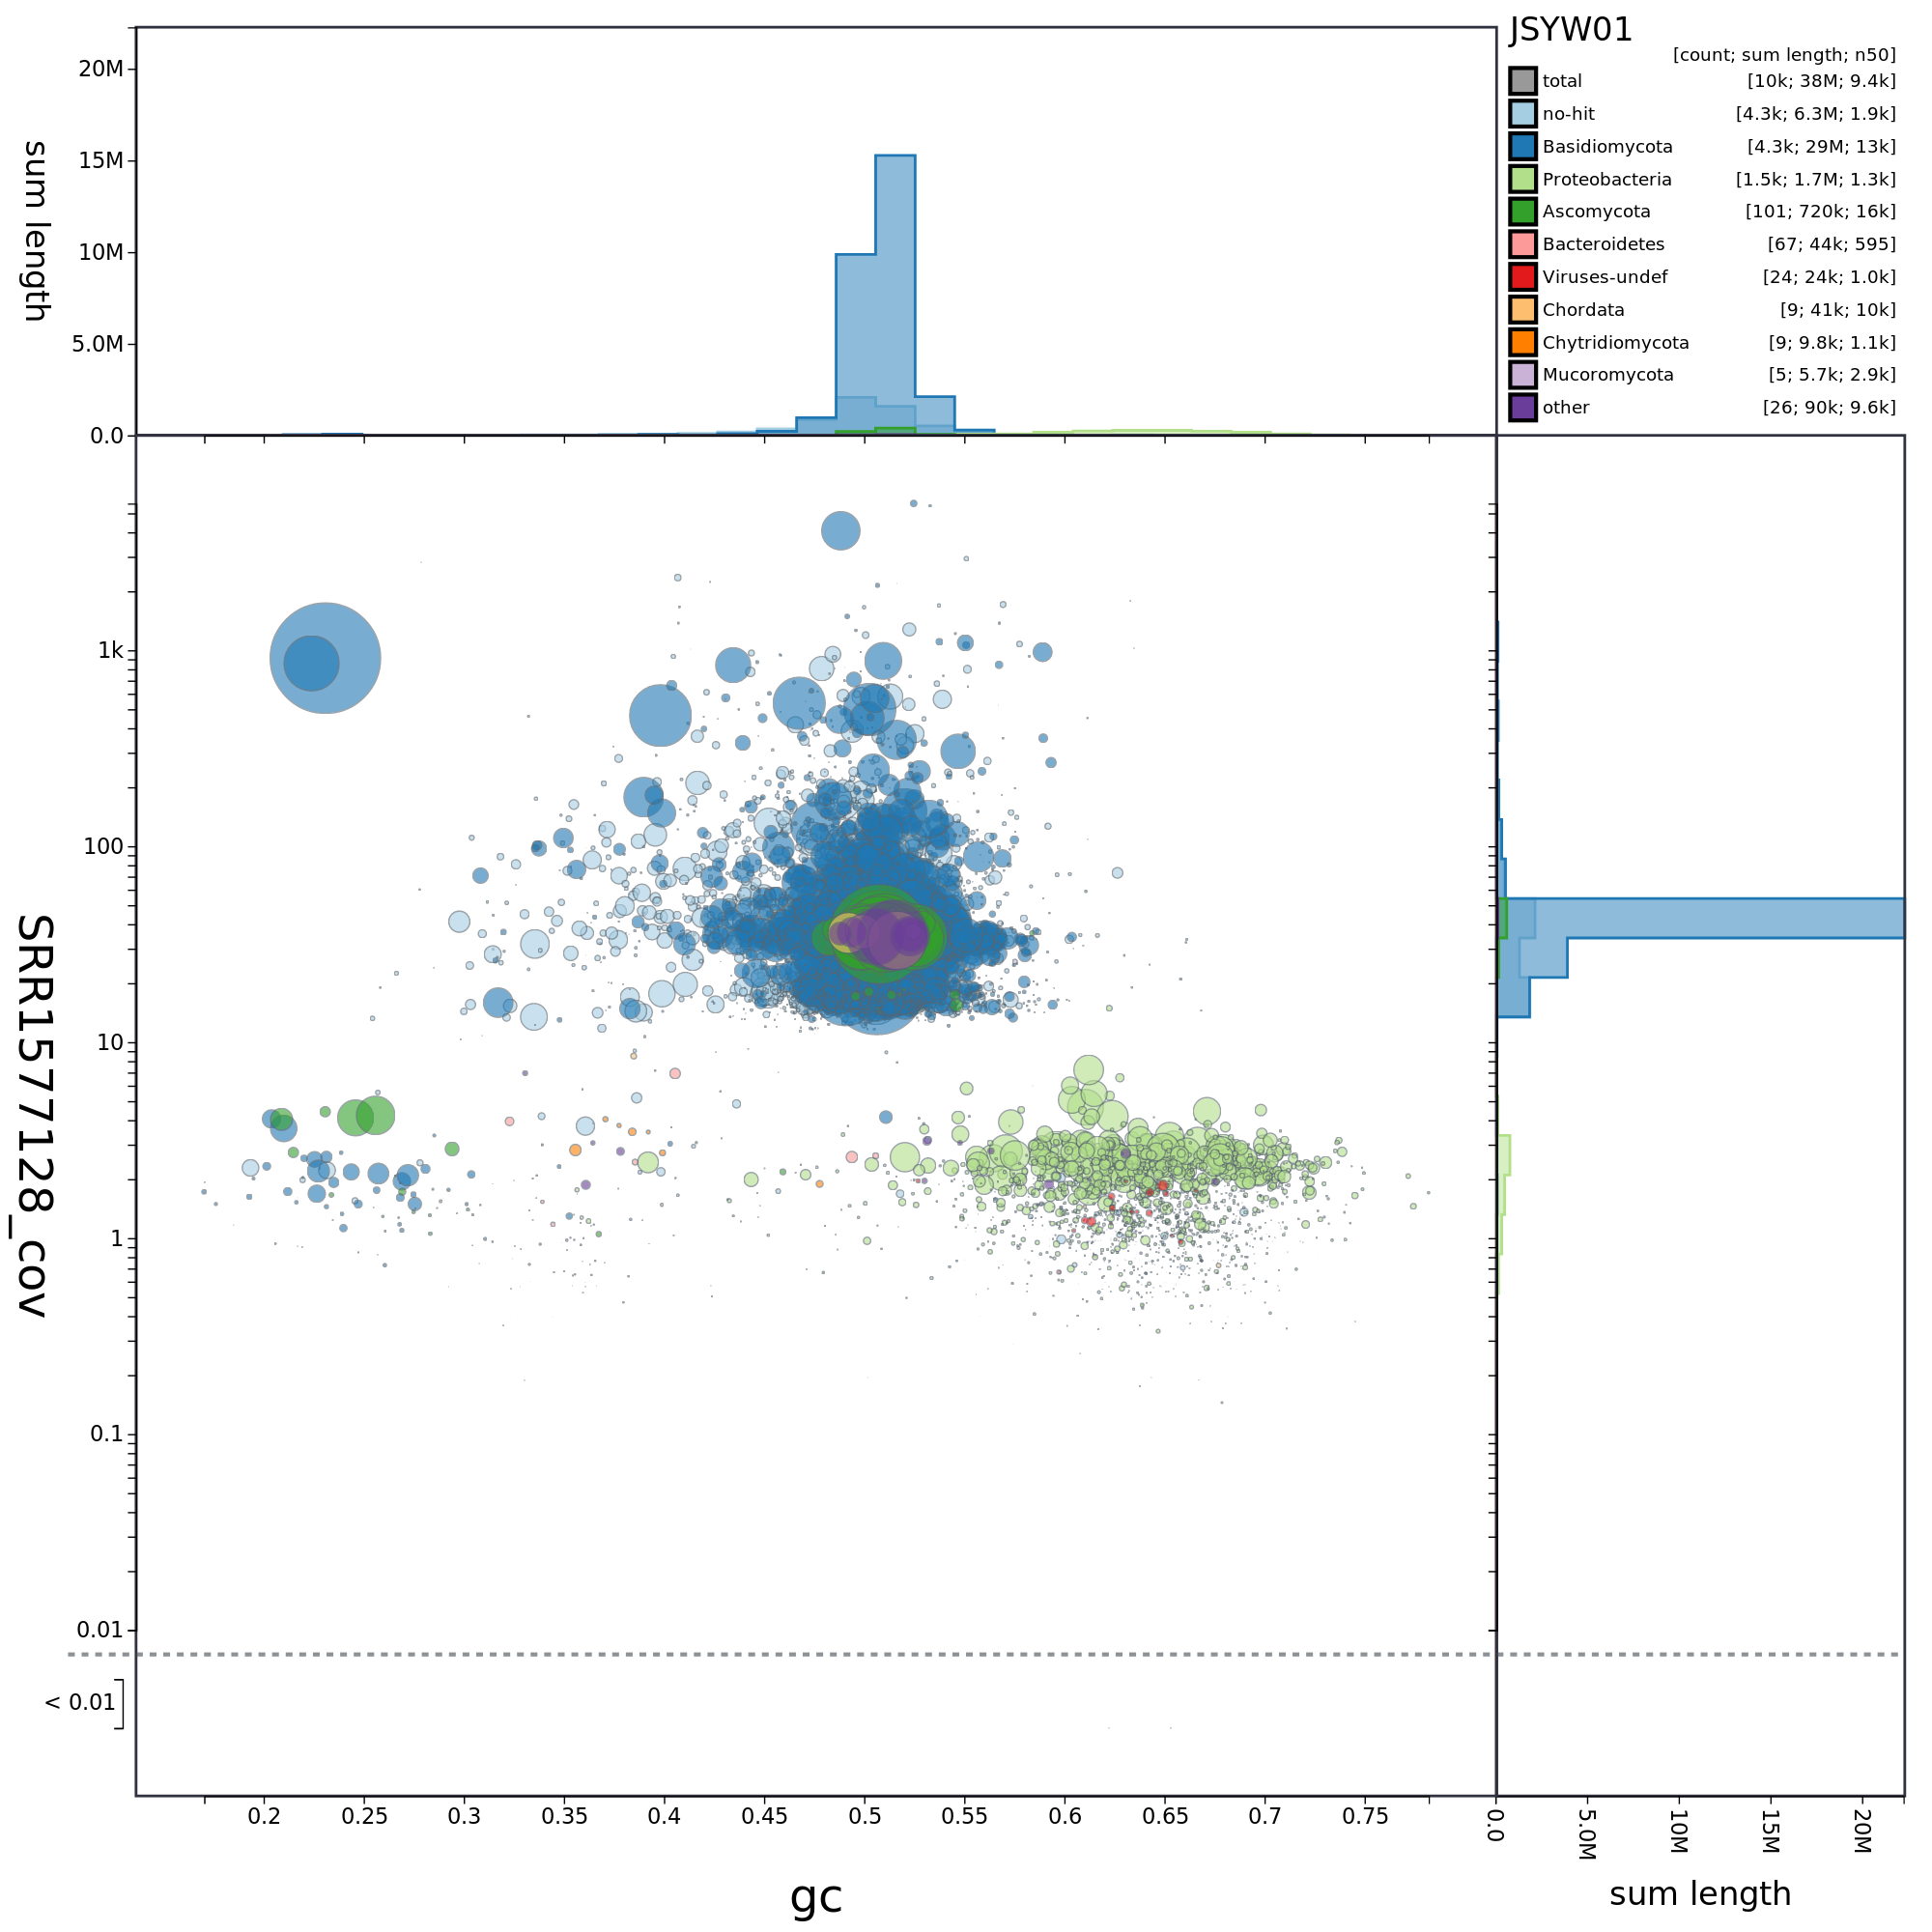 JSYW01
[count; sum length; n50]
total [10k; 38M; 9.4k]
no-hit [4.3k; 6.3M; 1.9k]
Basidiomycota [4.3k; 29M; 13k]
Proteobacteria [1.5k; 1.7M; 1.3k]
Ascomycota [101; 720k; 16k]
Bacteroidetes [67; 44k; 595]
Viruses-undef [24; 24k; 1.0k]
Chordata [9; 41k; 10k]
Chytridiomycota [9; 9.8k; 1.1k]
Mucoromycota [5; 5.7k; 2.9k]
other [26; 90k; 9.6k]
sum length
20M
15M
10M
5.0M
0.0
SRR1577128_cov
1k
100
10
1
0.1
0.01
< 0.01
0.2 0.25 0.3 0.35 0.4 0.45 0.5 0.55 0.6 0.65 0.7 0.75
gc
0.0 5.0M 10M 15M 20M
sum length